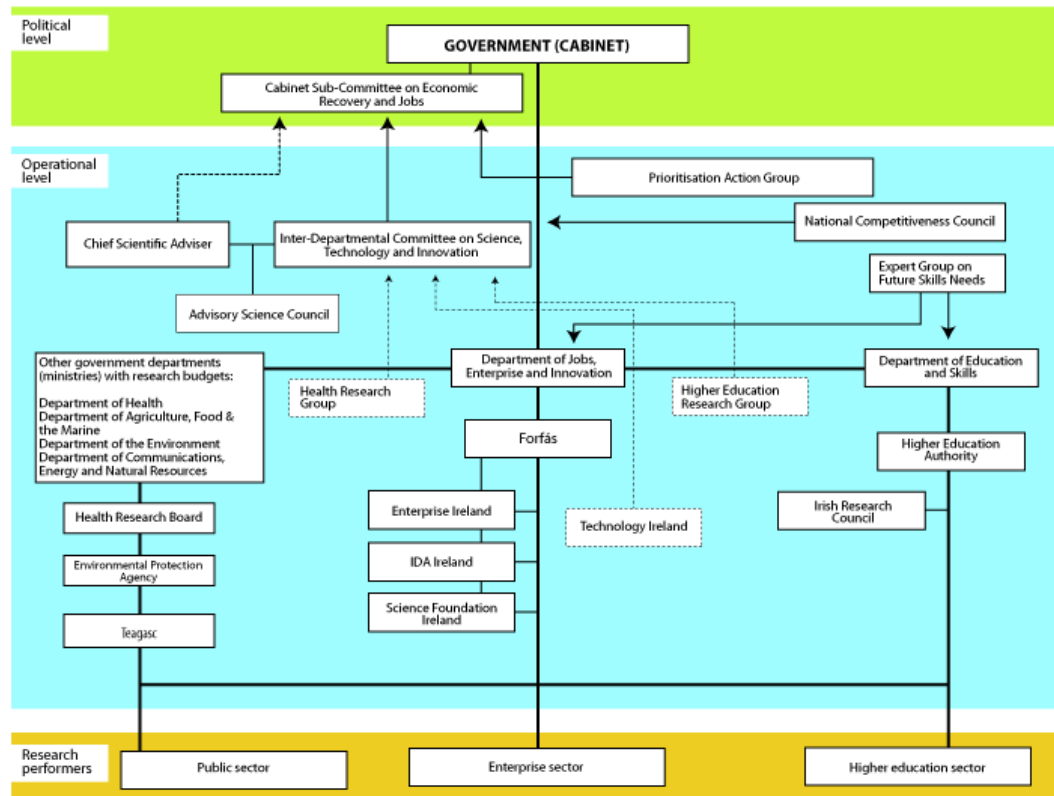 Political
level
GOVERNMENT (CABINET)
Cabinet Sub-Committee on Economic
Recovery and Jobs
Operational
level
Prioritisation Action Group
National Competitiveness Council
Chief Scientific Adviser
Inter-Departmental Committee on Science,
Technology and Innovation
Expert Group on
Future Skills Needs
Advisory Science Council
Other government departments
(ministries) with research budgets:
Department of Health
Department of Agriculture, Food &
the Marine
Department of the Environment
Department of Communications,
Energy and Natural Resources
Health Research
Group
Department of Jobs,
Enterprise and Innovation
Higher Education
Research Group
Department of Education
and Skills
Forfás
Higher Education
Authority
Health Research Board
Enterprise Ireland
Technology Ireland
Irish Research
Council
Environmental Protection
Agency
IDA Ireland
Teagasc
Science Foundation
Ireland
Research
performers
Public sector
Enterprise sector
Higher education sector